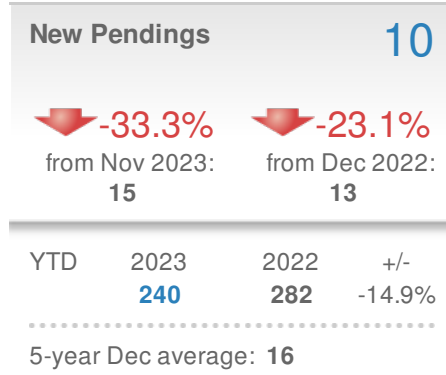 New Pendings 10
-33.3% -23.1%
from Nov 2023: from Dec 2022:
15 13
YTD 2023 2022 +/-
240 282 -14.9%
5-year Dec average: 16